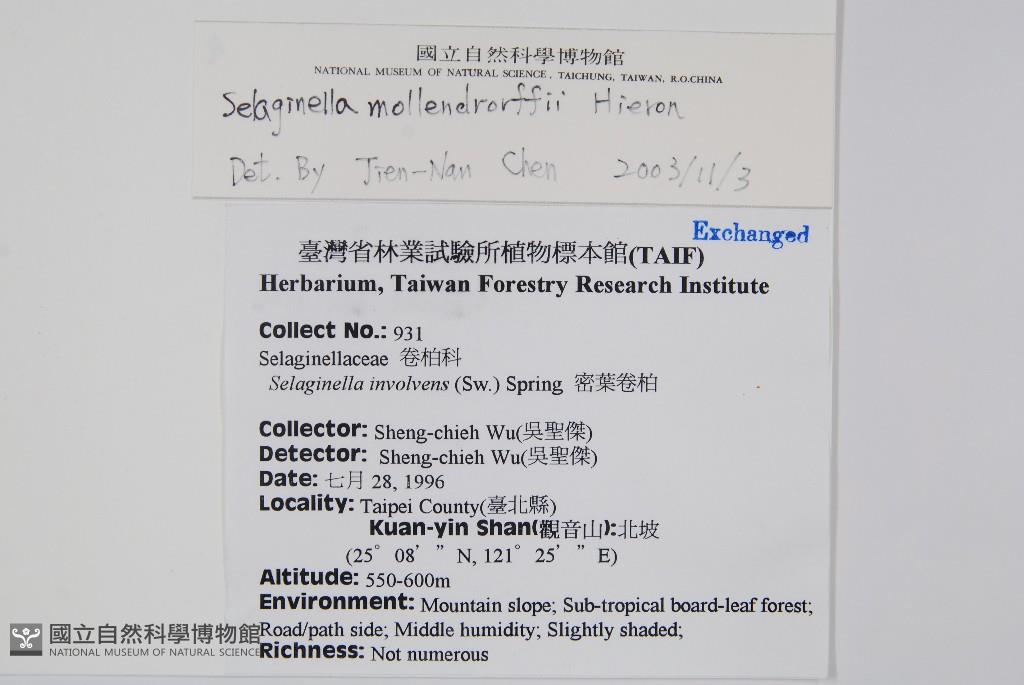 國立自然科學博物館
NATIONAL MUSEUM OF NATURAL SCIENCE, TAICHUNG, TAIWAN, R.O.CHINA
Selaginella mollendrorffii Hieron
Det. By Jien-Nan Chen 2003/11/3
Exchanged
臺灣省林業試驗所植物標本館(TAIF)
Herbarium, Taiwan Forestry Research Institute
Collect No.: 931
Selaginellaceae 卷柏科
Selaginella involvens (Sw.) Spring 密葉卷柏
Collector: Sheng-chieh Wu(吳聖傑)
Detector: Sheng-chieh Wu(吳聖傑)
Date: 七月 28, 1996
Locality: Taipei County(臺北縣)
Kuan-yin Shan(觀音山):北坡
(25° 08’ ” N, 121° 25’ ” E)
Altitude: 550-600m
Environment: Mountain slope; Sub-tropical board-leaf forest;
Road/path side; Middle humidity; Slightly shaded;
Richness: Not numerous
國立自然科學博物館
NATIONAL MUSEUM OF NATURAL SCIENCE